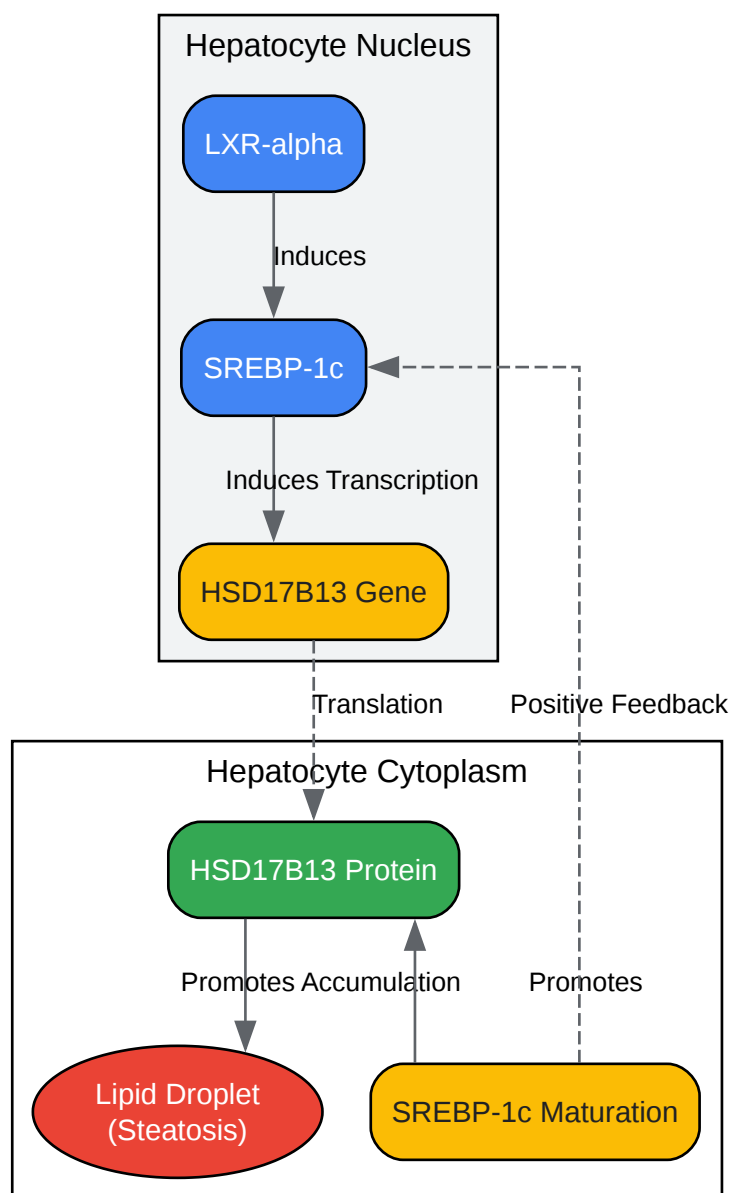 Hepatocyte Nucleus
LXR-alpha
Induces
SREBP-1c
Induces Transcription
HSD17B13 Gene
Translation
Positive Feedback
Hepatocyte Cytoplasm
HSD17B13 Protein
Promotes Accumulation
Promotes
Lipid Droplet
(Steatosis)
SREBP-1c Maturation